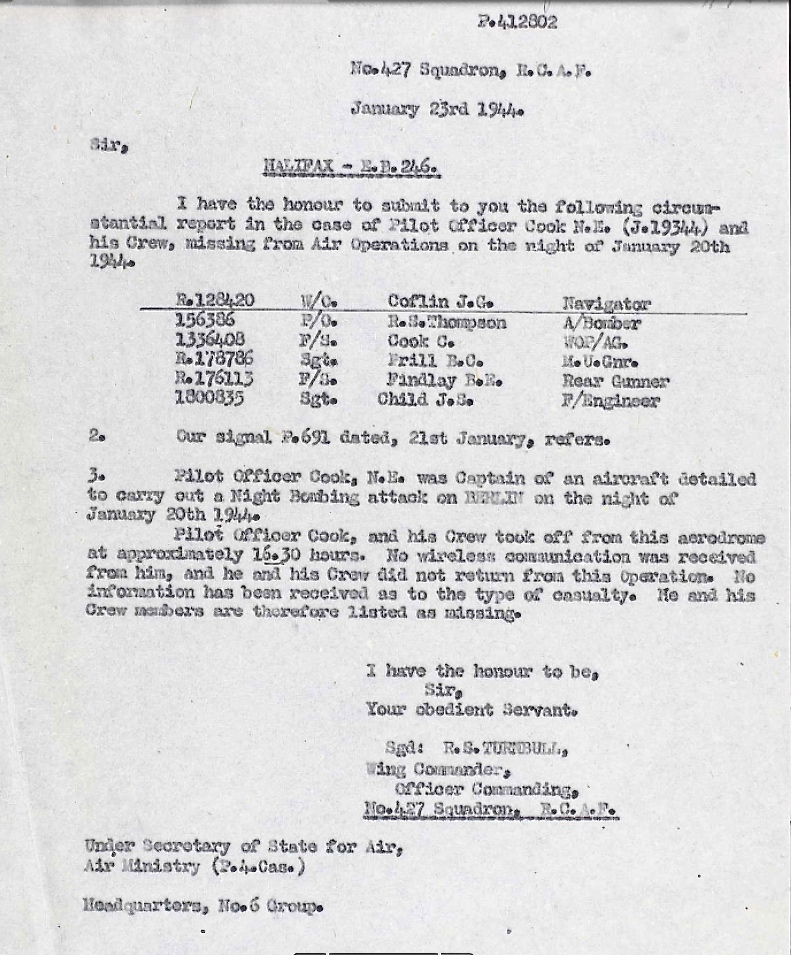 P.412802
No.427 Squadron, R.C.A.F.
January 23rd 1944.
Sir,
HALIFAX - E.B.246.
I have the honour to submit to you the following circum-
stantial report in the case of Pilot Officer Cook N.E. (J.19344) and
his Crew, missing from Air Operations on the night of January 20th
1944.
R.128420 W/O. Coflin J.G. Navigator
156386 P/O. R.S.Thompson A/Bomber
1336408 F/S. Cook C. WOP/AG.
R.178786 Sgt. Frill B.C. M.U.Gnr.
R.176113 F/S. Findlay B.E. Rear Gunner
1800835 Sgt. Child J.S. F/Engineer
2. Our signal P.691 dated, 21st January, refers.
3. Pilot Officer Cook, N.E. was Captain of an aircraft detailed
to carry out a Night Bombing attack on BERLIN on the night of
January 20th 1944.
Pilot Officer Cook, and his Crew took off from this aerodrome
at approximately 16.30 hours. No wireless communication was received
from him, and he and his Crew did not return from this Operation. No
information has been received as to the type of casualty. He and his
Crew members are therefore listed as missing.
I have the honour to be,
Sir,
Your obedient Servant.
Sgd: R.S.TURNBULL,
Wing Commander,
Officer Commanding,
No.427 Squadron, R.C.A.F.
Under Secretary of State for Air,
Air Ministry (P.4.Cas.)
Headquarters, No.6 Group.